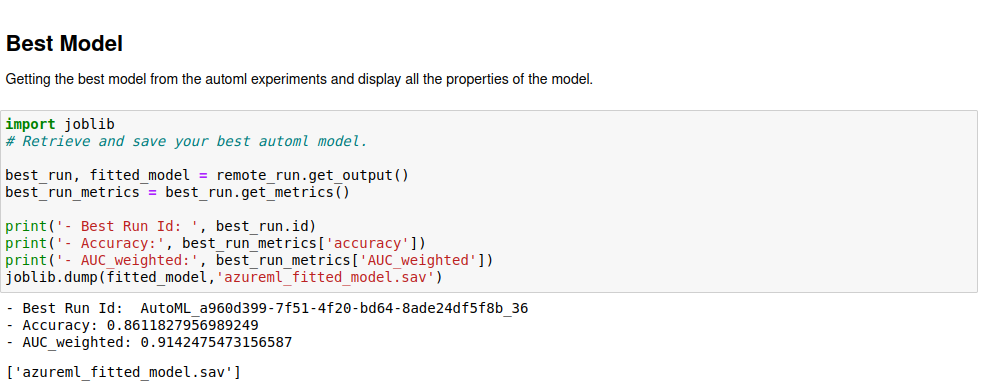 Best Model
Getting the best model from the automl experiments and display all the properties of the model.
import joblib
# Retrieve and save your best automl model.
best_run, fitted_model = remote_run.get_output()
best_run_metrics = best_run.get_metrics()
print('- Best Run Id: ', best_run.id)
print('- Accuracy:', best_run_metrics['accuracy'])
print('- AUC_weighted:', best_run_metrics['AUC_weighted'])
joblib.dump(fitted_model,'azureml_fitted_model.sav')
- Best Run Id:  AutoML_a960d399-7f51-4f20-bd64-8ade24df5f8b_36
- Accuracy: 0.8611827956989249
- AUC_weighted: 0.9142475473156587
['azureml_fitted_model.sav']